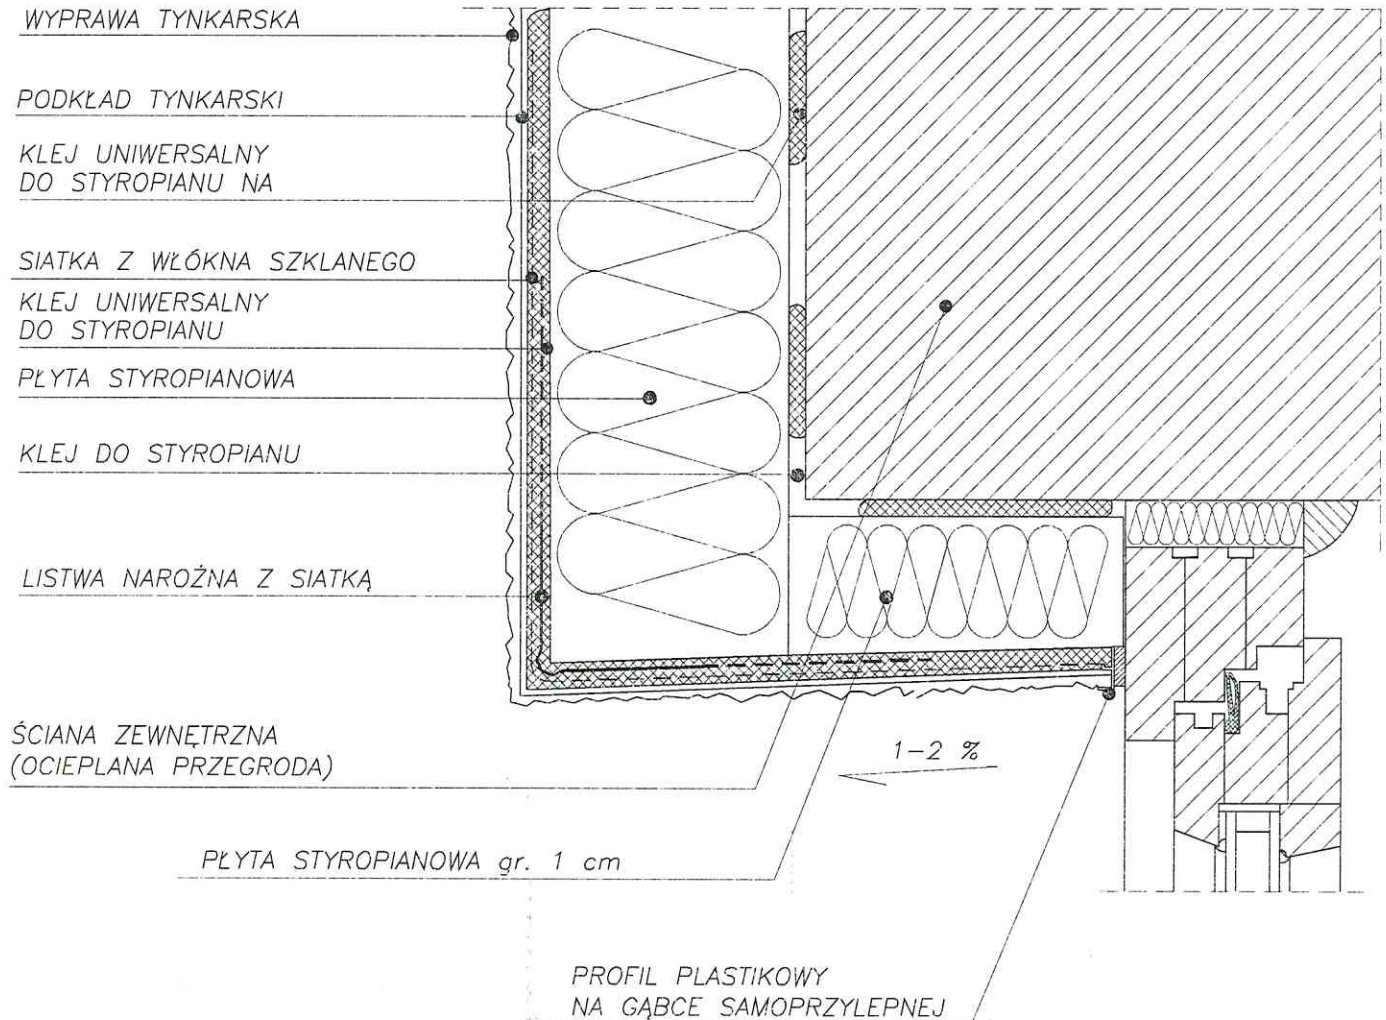 WYPRAWA TYNKARSKA
PODKŁAD TYNKARSKI
KLEJ UNIWERSALNY
DO STYROPIANU NA
SIATKA Z WŁÓKNA SZKLANEGO
KLEJ UNIWERSALNY
DO STYROPIANU
PŁYTA STYROPIANOWA
KLEJ DO STYROPIANU
LISTWA NAROŻNA Z SIATKĄ
ŚCIANA ZEWNĘTRZNA
(OCIEPLANA PRZEGRODA)
1-2 %
PŁYTA STYROPIANOWA gr. 1 cm
PROFIL PLASTIKOWY
NA GĄBCE SAMOPRZYLEPNEJ